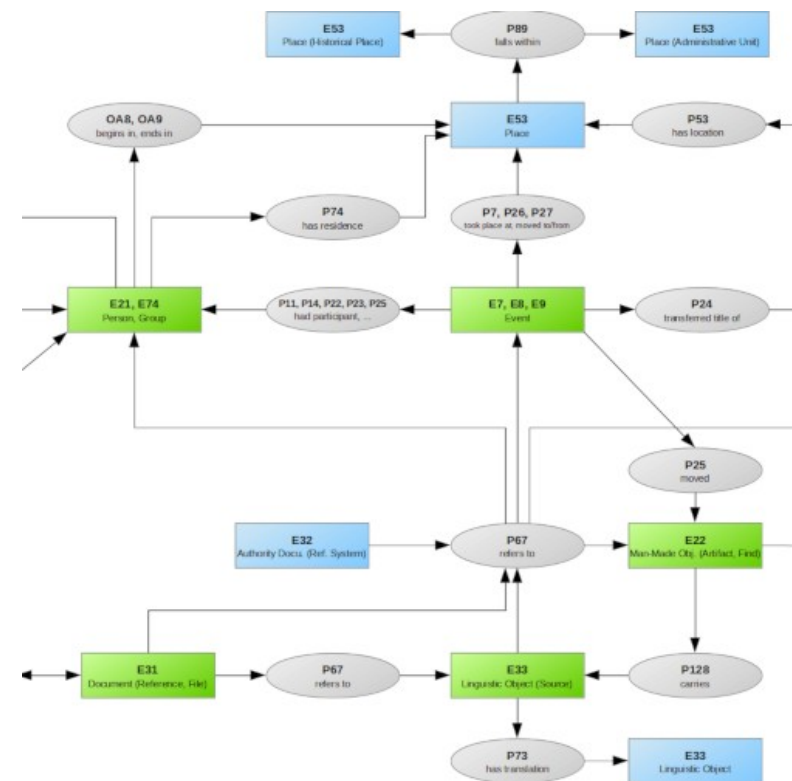 E53
Place (Historical Place)
P89
falls within
E53
Place (Administrative Unit)
OA8, OA9
begins in, ends in
E53
Place
P53
has location
P74
has residence
P7, P26, P27
took place at, moved to/from
E21, E74
Person, Group
P11, P14, P22, P23, P25
had participant, ...
E7, E8, E9
Event
P24
transferred title of
P25
moved
E32
Authority Docu. (Ref. System)
P67
refers to
E22
Man-Made Obj. (Artifact, Find)
E31
Document (Reference, File)
P67
refers to
E33
Linguistic Object (Source)
P128
carries
P73
has translation
E33
Linguistic Object